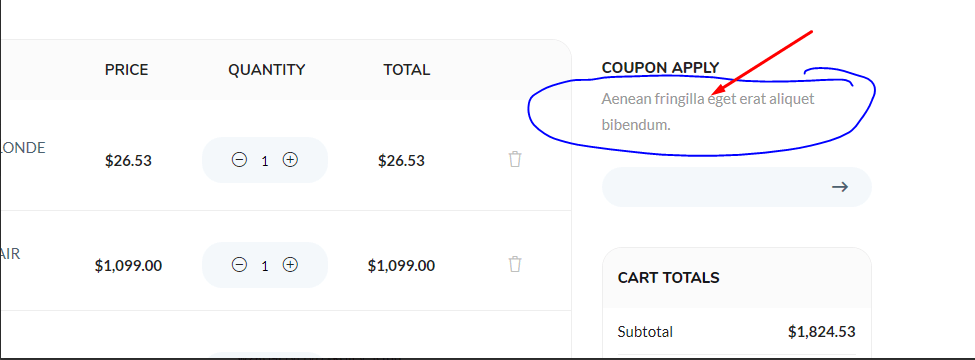 PRICE QUANTITY TOTAL
COUPON APPLY
Aenean fringilla eget erat aliquet
bibendum.
LONDE
$26.53 1 $26.53
AIR
$1,099.00 1 $1,099.00
CART TOTALS
Subtotal $1,824.53